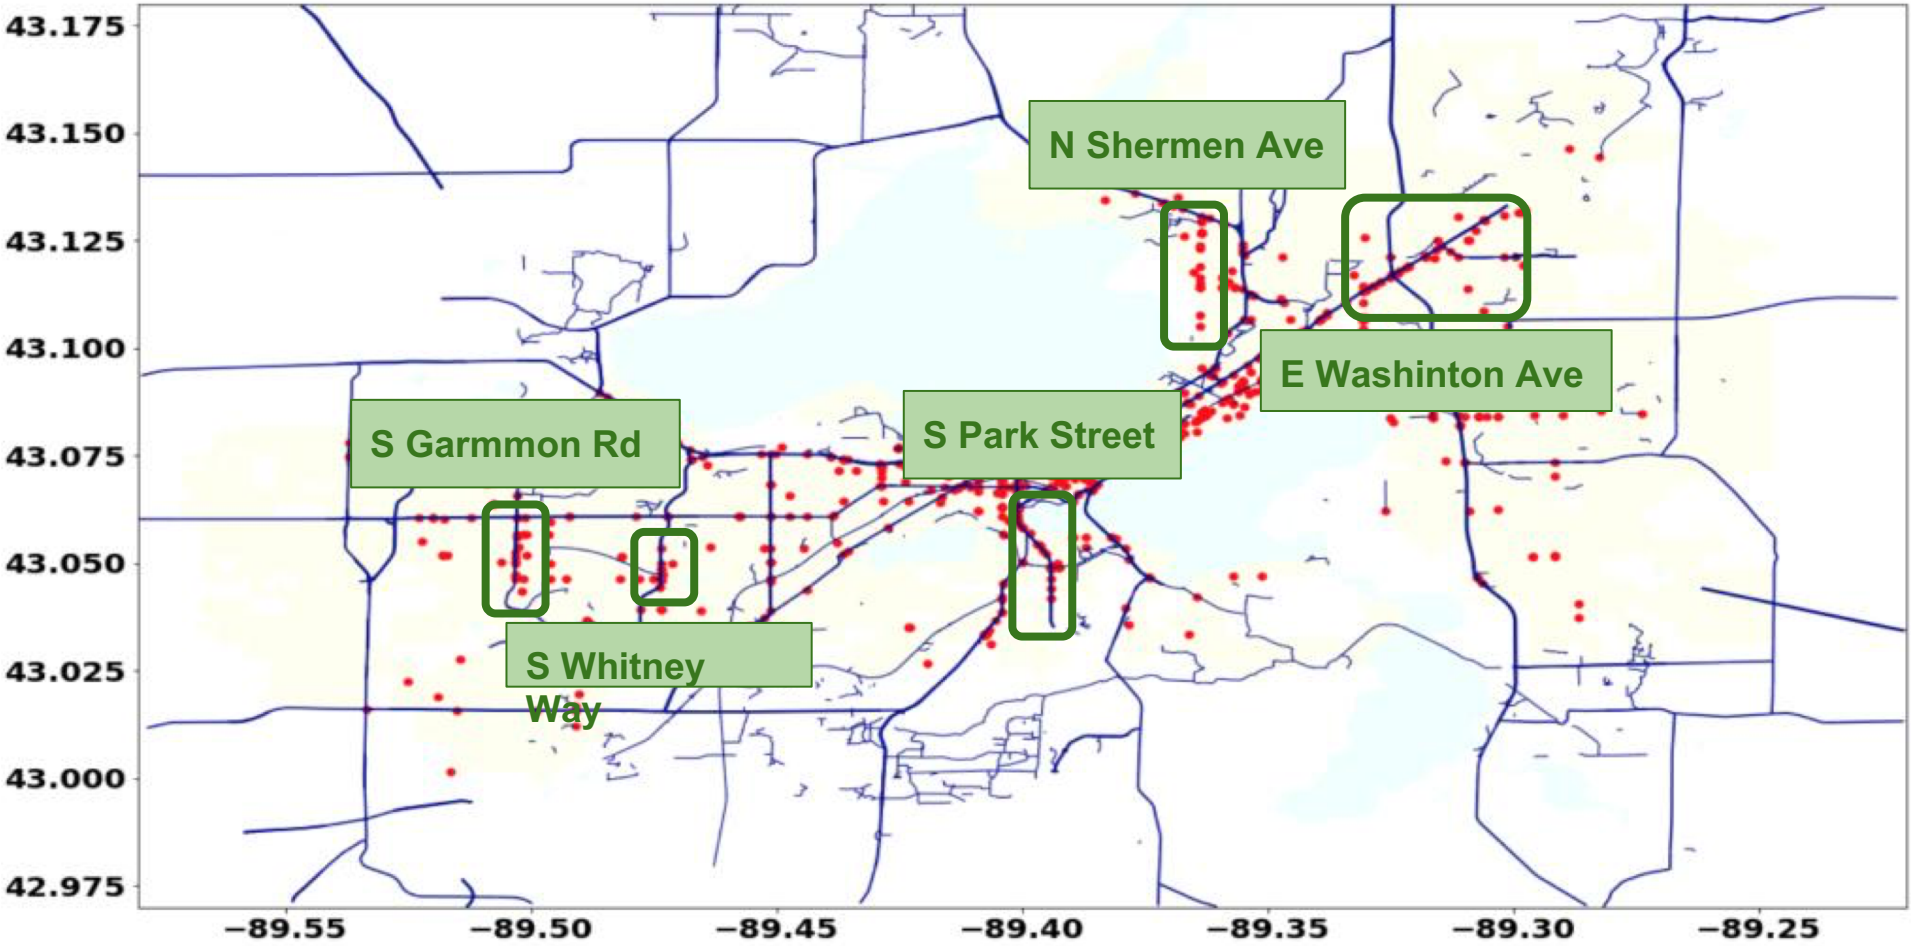 43.175
43.150
N Shermen Ave
43.125
43.100
E Washinton Ave
S Garmmon Rd
S Park Street
43.075
43.050
43.025
S Whitney
Way
43.000
42.975
−89.55
−89.50
−89.45
−89.40
−89.35
−89.30
−89.25